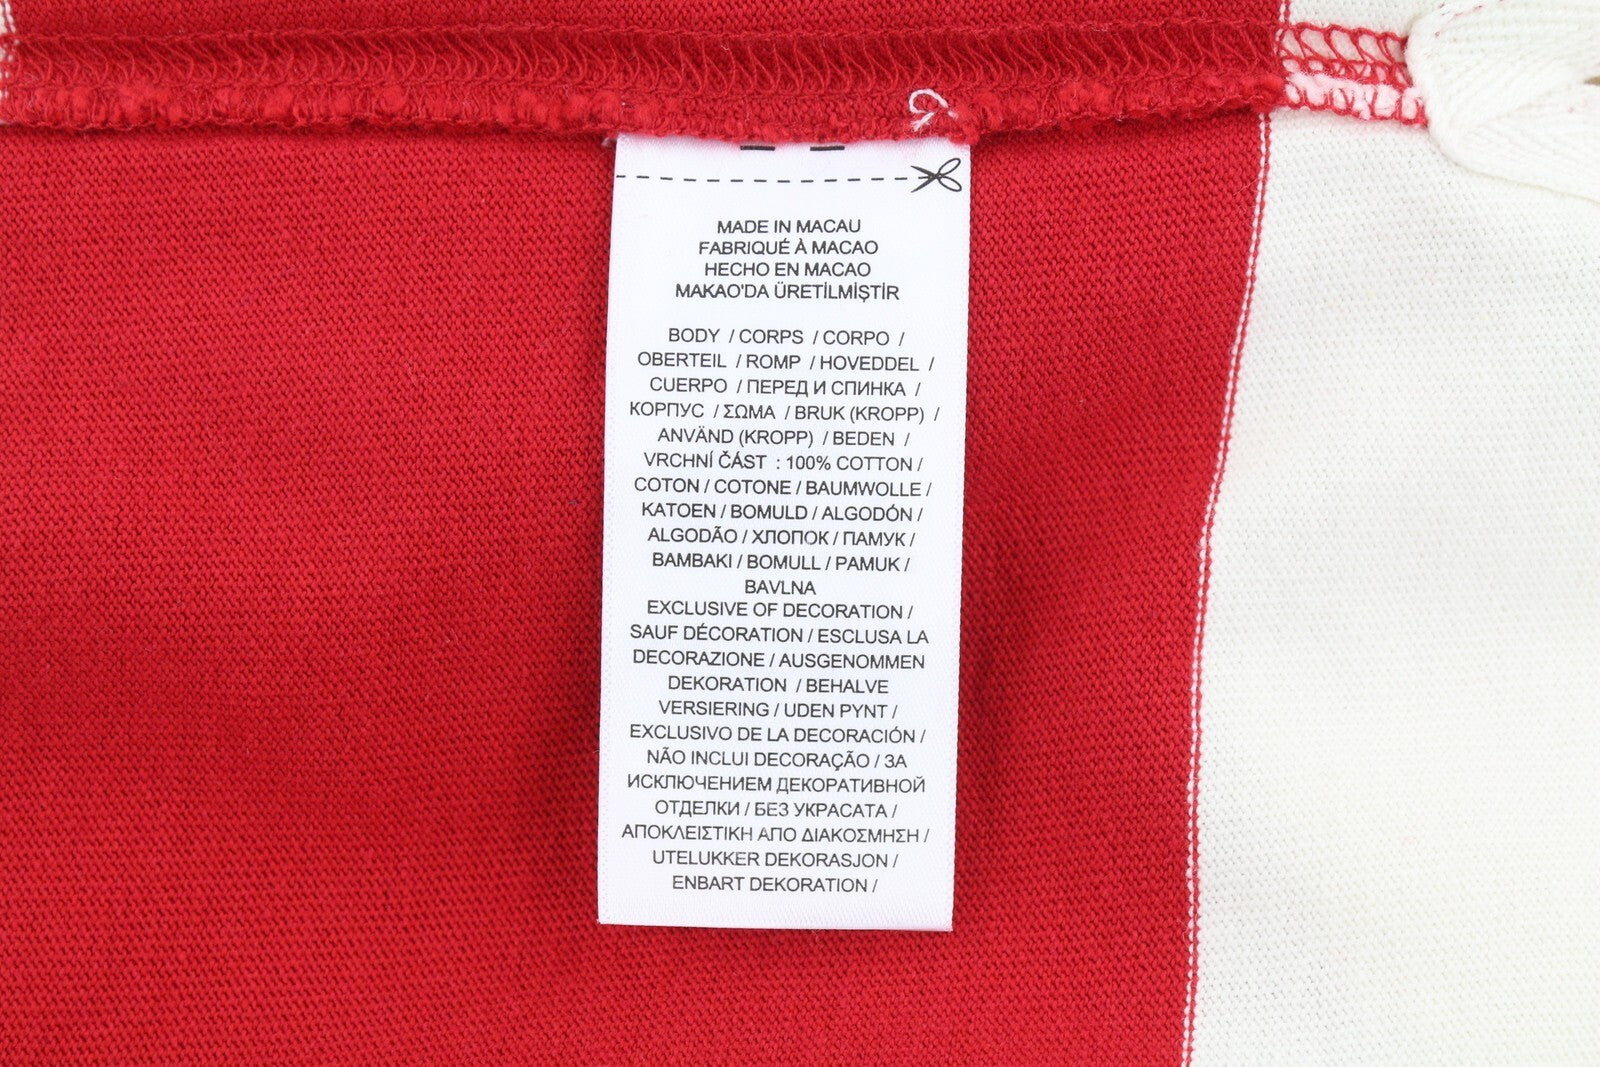 MADE IN MACAU
FABRIQUÉ À MACAO
HECHO EN MACAO
MAKAO'DA ÜRETİLMİŞTİR
BODY / CORPS / CORPO /
OBERTEIL / ROMP / HOVEDDEL /
CUERPO / ПЕРЕД И СПИНКА /
КОРПУС / ΣΩΜΑ / BRUK (KROPP) /
ANVÄND (KROPP) / BEDEN /
VRCHNÍ ČÁST : 100% COTTON /
COTON / COTONE / BAUMWOLLE /
KATOEN / BOMULD / ALGODÓN /
ALGODÃO / ХЛОПОК / ПАМУК /
BAMBAKI / BOMULL / PAMUK /
BAVLNA
EXCLUSIVE OF DECORATION /
SAUF DÉCORATION / ESCLUSA LA
DECORAZIONE / AUSGENOMMEN
DEKORATION / BEHALVE
VERSIERING / UDEN PYNT /
EXCLUSIVO DE LA DECORACIÓN /
NÃO INCLUI DECORAÇÃO / ЗА
ИСКЛЮЧЕНИЕМ ДЕКОРАТИВНОЙ
ОТДЕЛКИ / БЕЗ УКРАСАТА /
ΑΠΟΚΛΕΙΣΤΙΚΗ ΑΠΟ ΔΙΑΚΟΣΜΗΣΗ /
UTELUKKER DEKORASJON /
ENBART DEKORATION /